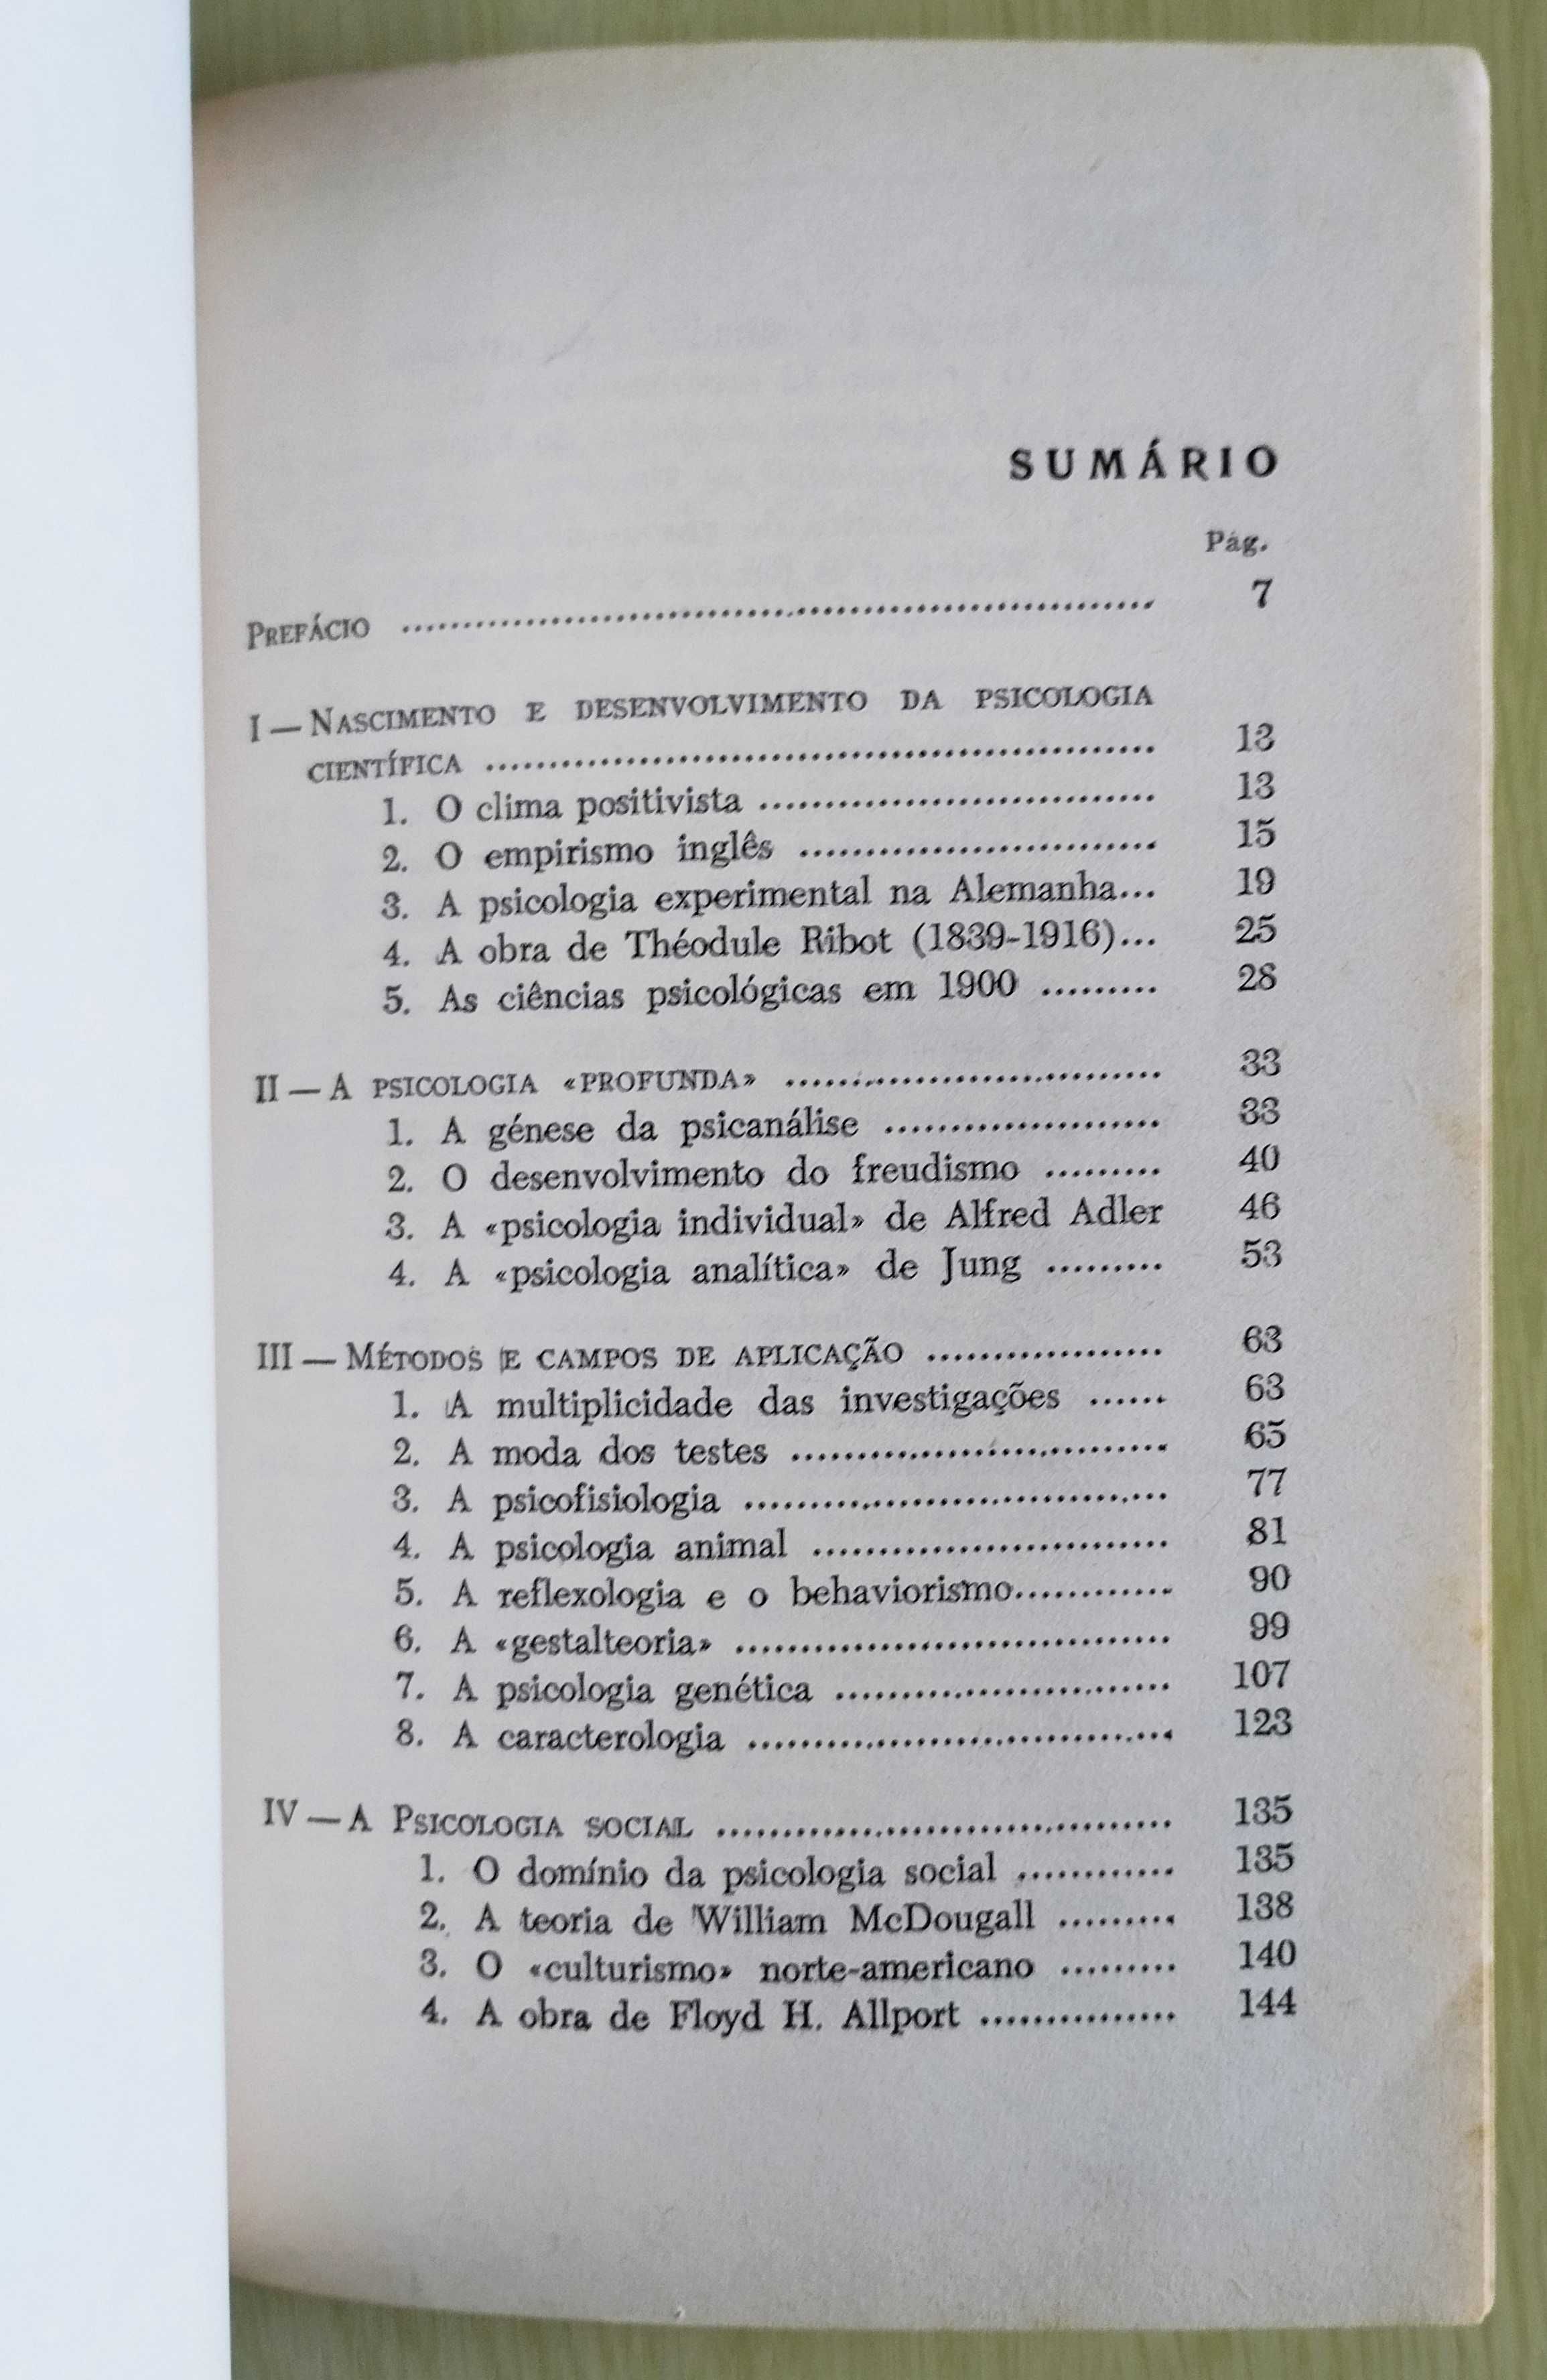 SUMÁRIO
Pág.
PREFÁCIO ........................................................ 7
I — NASCIMENTO E DESENVOLVIMENTO DA PSICOLOGIA
CIENTÍFICA .................................................... 13
1. O clima positivista .............................. 13
2. O empirismo inglês ........................... 15
3. A psicologia experimental na Alemanha... 19
4. A obra de Théodule Ribot (1839-1916)... 25
5. As ciências psicológicas em 1900 ......... 28
II — A PSICOLOGIA «PROFUNDA» ............................. 33
1. A génese da psicanálise ..................... 33
2. O desenvolvimento do freudismo ......... 40
3. A «psicologia individual» de Alfred Adler 46
4. A «psicologia analítica» de Jung ......... 53
III — MÉTODOS E CAMPOS DE APLICAÇÃO .................. 63
1. A multiplicidade das investigações ...... 63
2. A moda dos testes ............................. 65
3. A psicofisiologia ................................. 77
4. A psicologia animal ........................... 81
5. A reflexologia e o behaviorismo............ 90
6. A «gestalteoria» ................................. 99
7. A psicologia genética .......................... 107
8. A caracterologia ................................. 123
IV — A PSICOLOGIA SOCIAL ................................... 135
1. O domínio da psicologia social ............ 135
2. A teoria de William McDougall ......... 138
3. O «culturismo» norte-americano ......... 140
4. A obra de Floyd H. Allport ............... 144